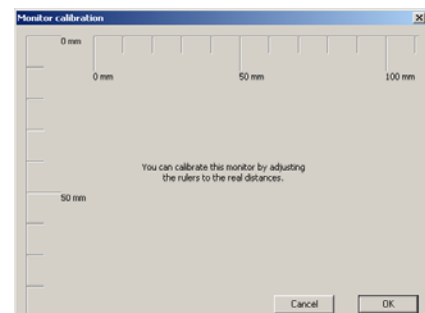 Monitor calibration
0 mm
0 mm 50 mm 100 mm
You can calibrate this monitor by adjusting
the rulers to the real distances.
50 mm
Cancel OK